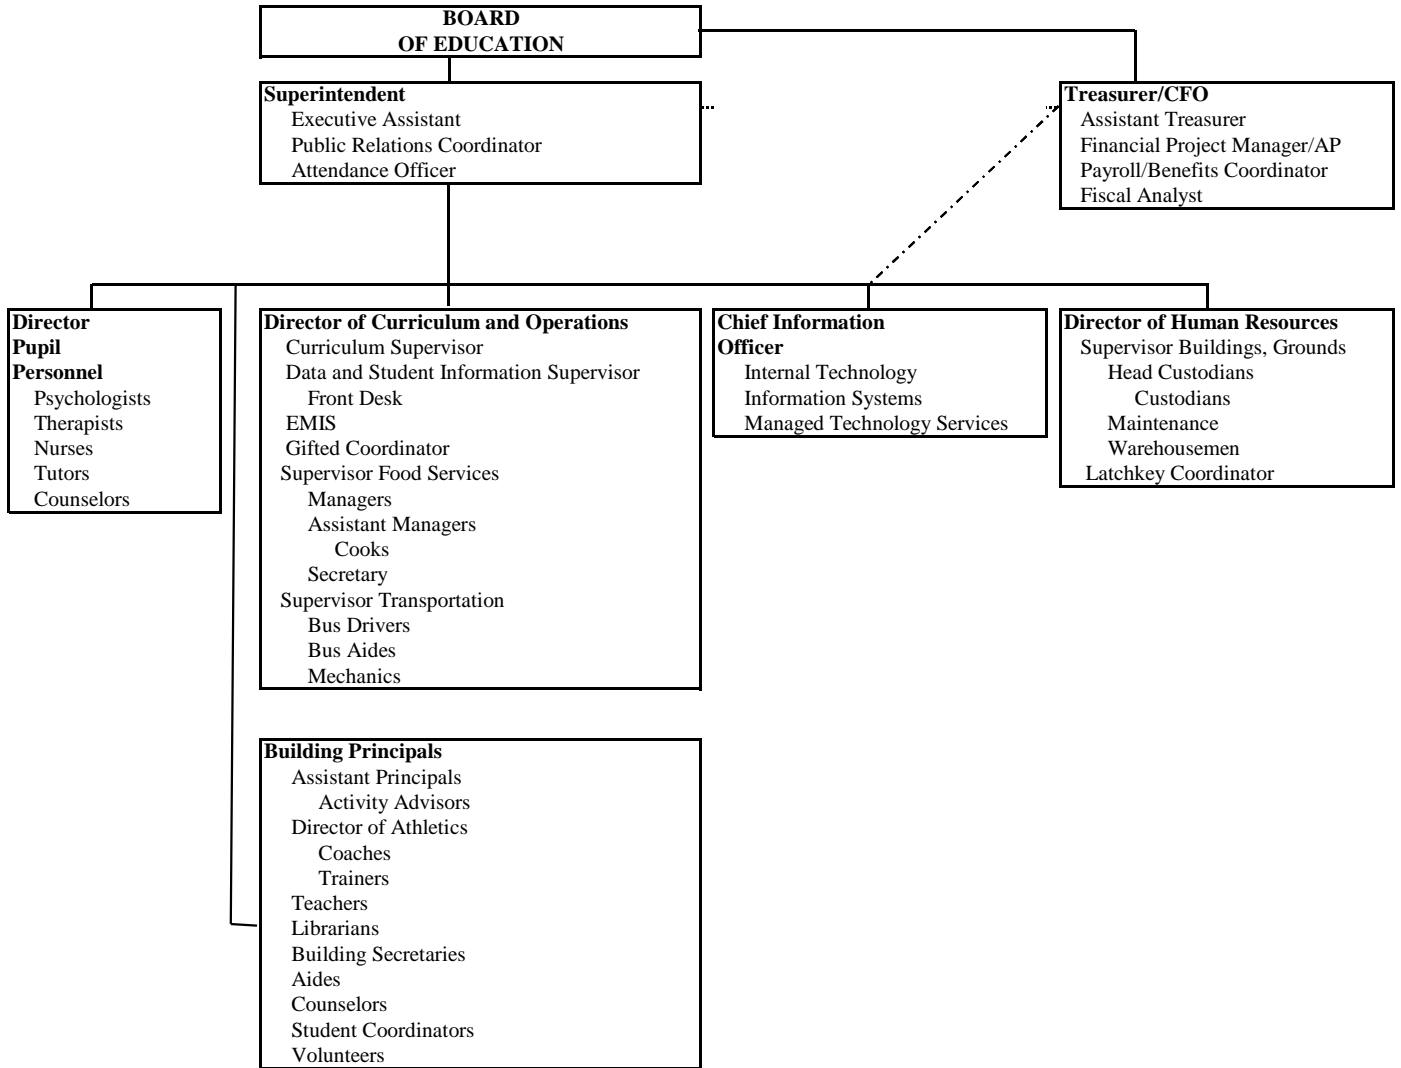 BOARD
OF EDUCATION
Superintendent
Executive Assistant
Public Relations Coordinator
Attendance Officer
Treasurer/CFO
Assistant Treasurer
Financial Project Manager/AP
Payroll/Benefits Coordinator
Fiscal Analyst
Director
Pupil
Personnel
Psychologists
Therapists
Nurses
Tutors
Counselors
Director of Curriculum and Operations
Curriculum Supervisor
Data and Student Information Supervisor
Front Desk
EMIS
Gifted Coordinator
Supervisor Food Services
Managers
Assistant Managers
Cooks
Secretary
Supervisor Transportation
Bus Drivers
Bus Aides
Mechanics
Chief Information
Officer
Internal Technology
Information Systems
Managed Technology Services
Director of Human Resources
Supervisor Buildings, Grounds
Head Custodians
Custodians
Maintenance
Warehousemen
Latchkey Coordinator
Building Principals
Assistant Principals
Activity Advisors
Director of Athletics
Coaches
Trainers
Teachers
Librarians
Building Secretaries
Aides
Counselors
Student Coordinators
Volunteers